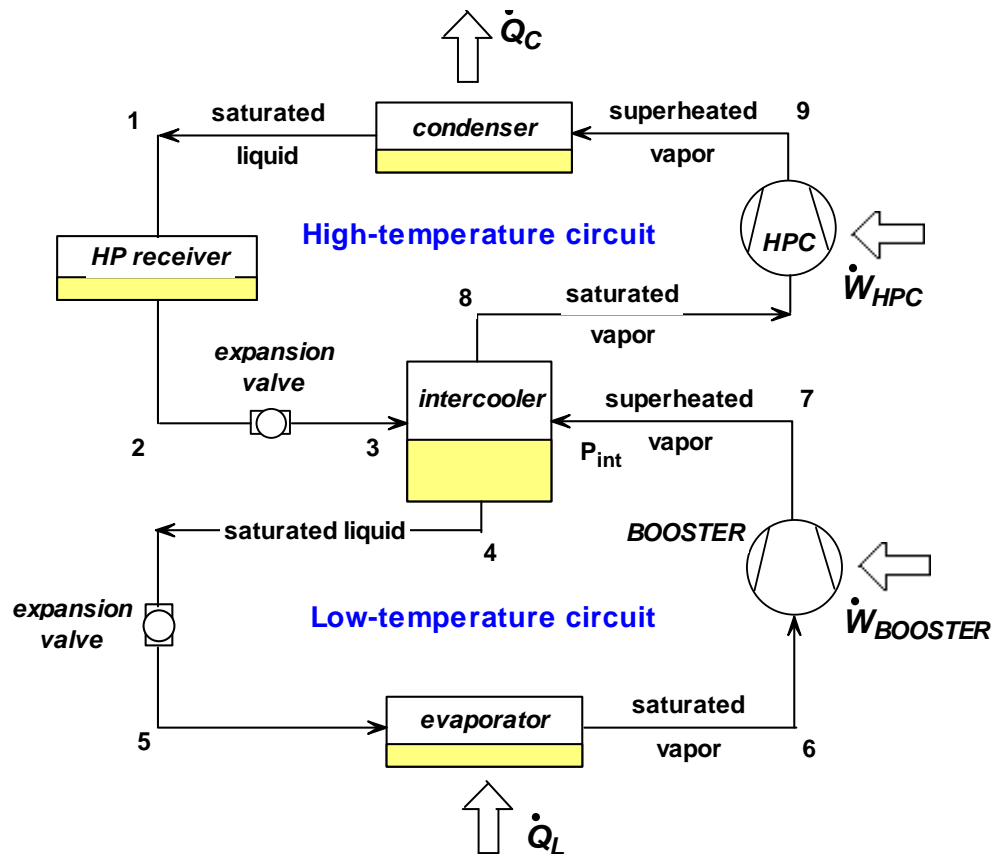 Q̇C
1
saturated
liquid
condenser
superheated
vapor
9
HP receiver
High-temperature circuit
HPC
ẆHPC
8
saturated
vapor
expansion
valve
intercooler
superheated
vapor
7
2
3
Pint
saturated liquid
4
BOOSTER
expansion
valve
Low-temperature circuit
ẆBOOSTER
5
evaporator
saturated
vapor
6
Q̇L